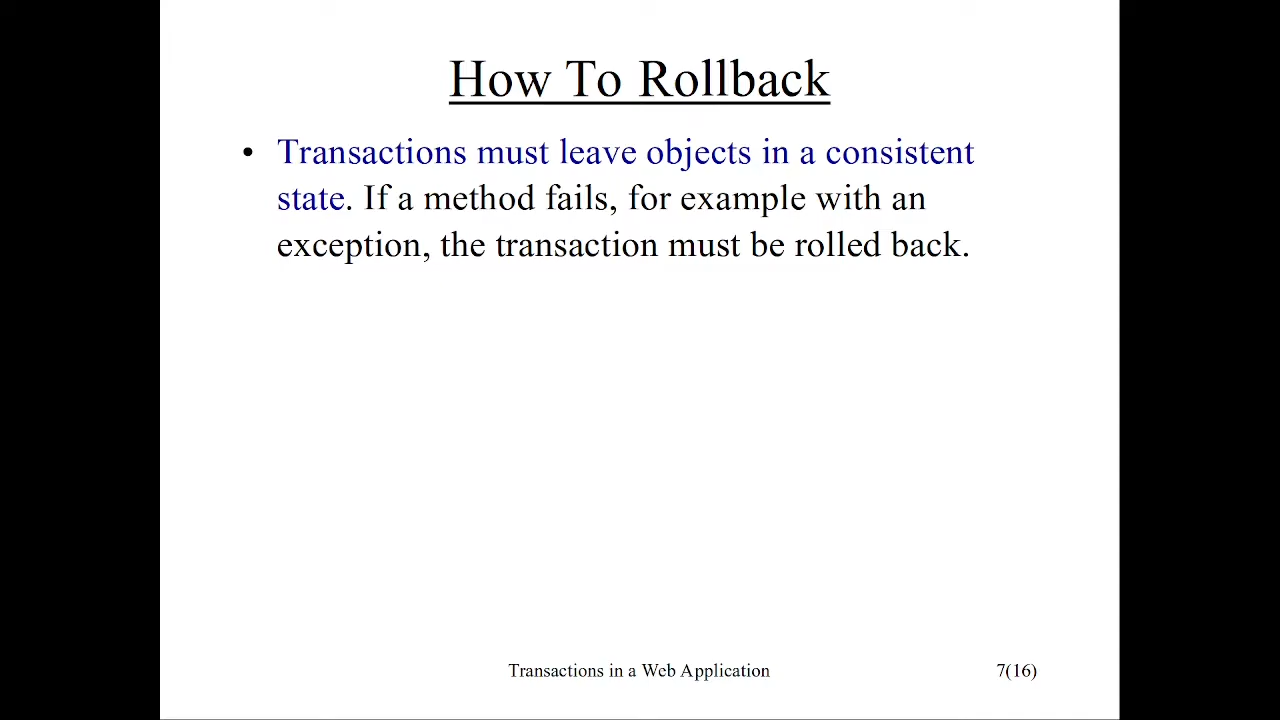 How To Rollback
• Transactions must leave objects in a consistent
state. If a method fails, for example with an
exception, the transaction must be rolled back.
Transactions in a Web Application
7(16)